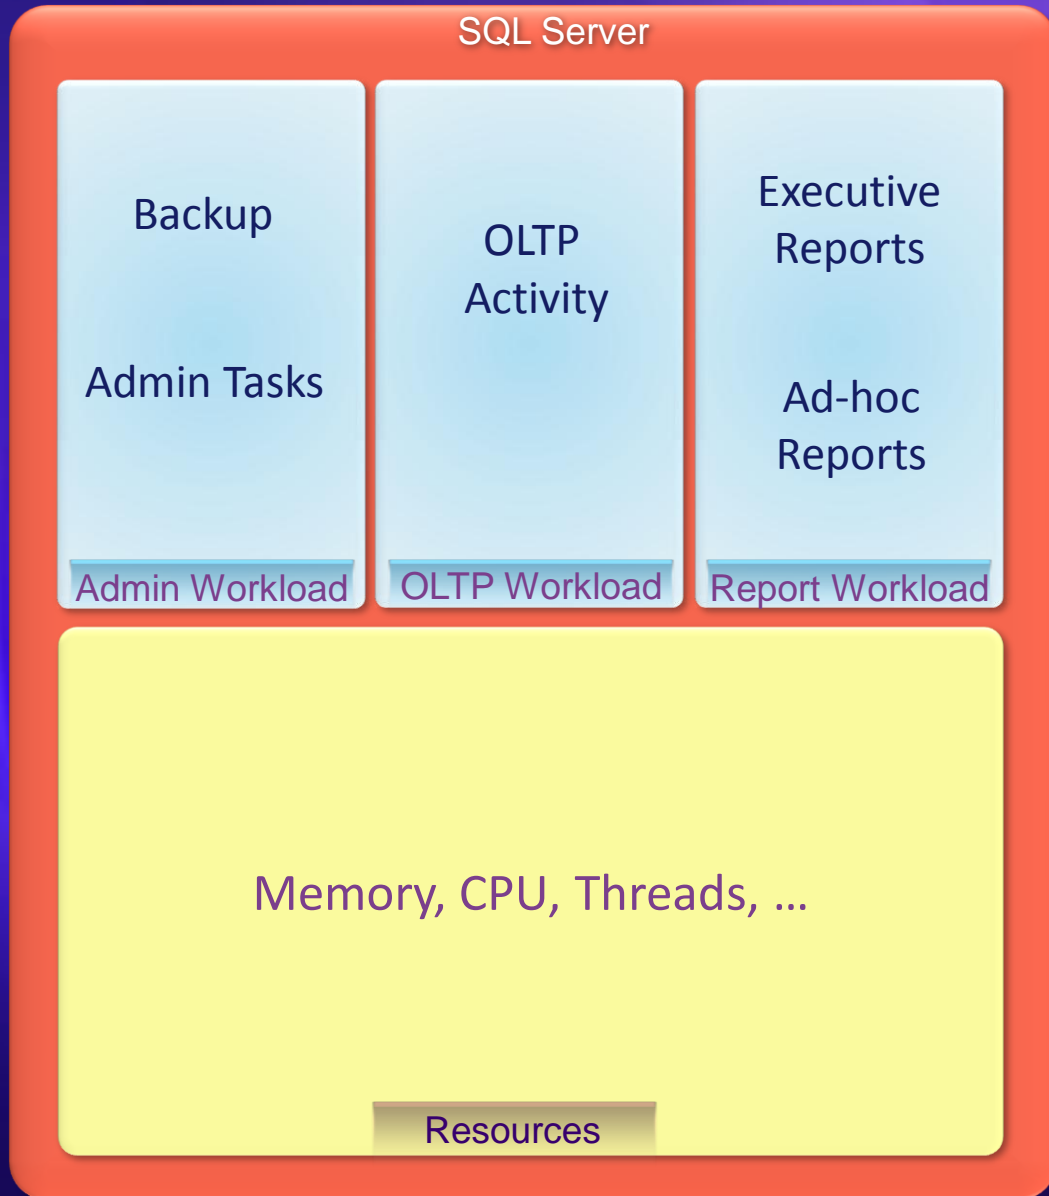 SQL Server
Backup
Admin Tasks
Admin Workload
OLTP
Activity
OLTP Workload
Executive
Reports
Ad-hoc
Reports
Report Workload
Memory, CPU, Threads, …
Resources